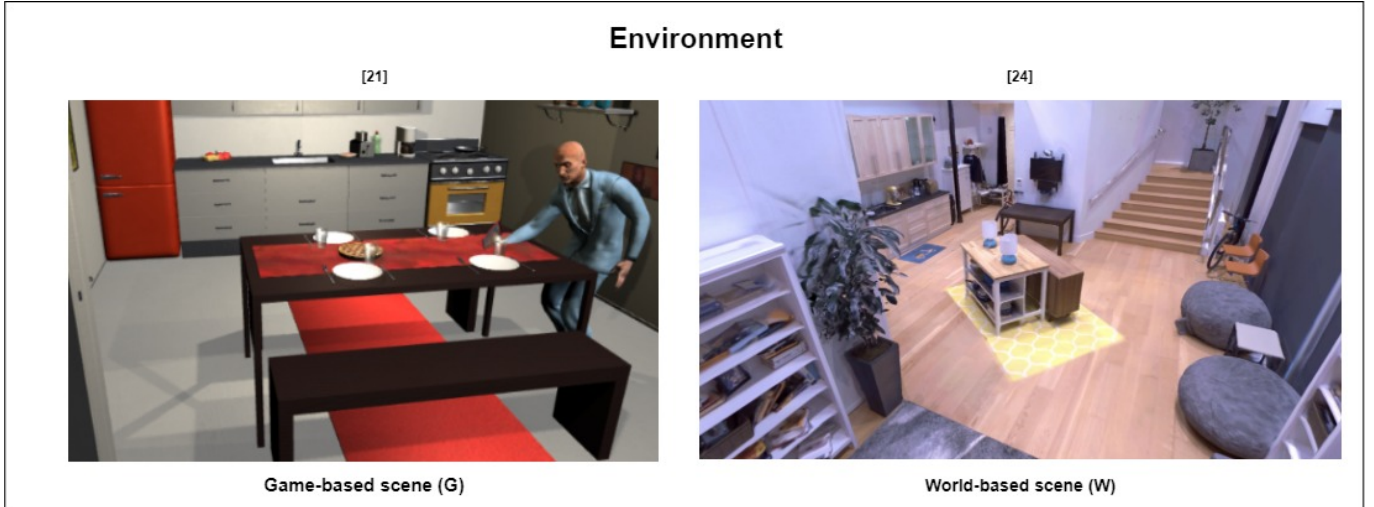 Environment
[21]
[24]
Game-based scene (G)
World-based scene (W)